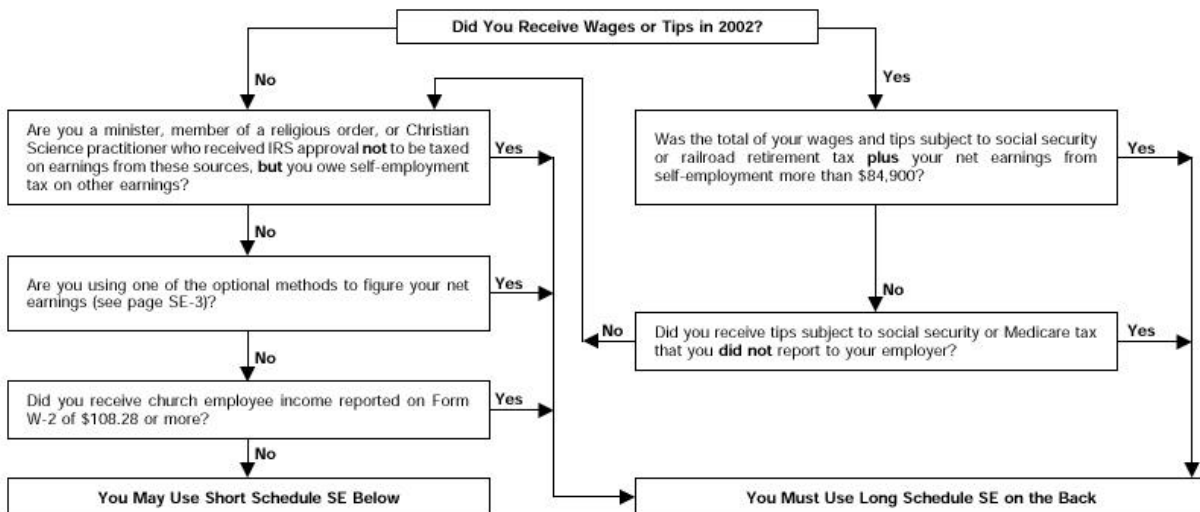 Did You Receive Wages or Tips in 2002?
No
Yes
Are you a minister, member of a religious order, or Christian
Science practitioner who received IRS approval not to be taxed
on earnings from these sources, but you owe self-employment
tax on other earnings?
Yes
Was the total of your wages and tips subject to social security
or railroad retirement tax plus your net earnings from
self-employment more than $84,900?
Yes
No
No
Are you using one of the optional methods to figure your net
earnings (see page SE-3)?
Yes
No
Did you receive tips subject to social security or Medicare tax
that you did not report to your employer?
Yes
No
Did you receive church employee income reported on Form
W-2 of $108.28 or more?
Yes
No
You May Use Short Schedule SE Below
You Must Use Long Schedule SE on the Back